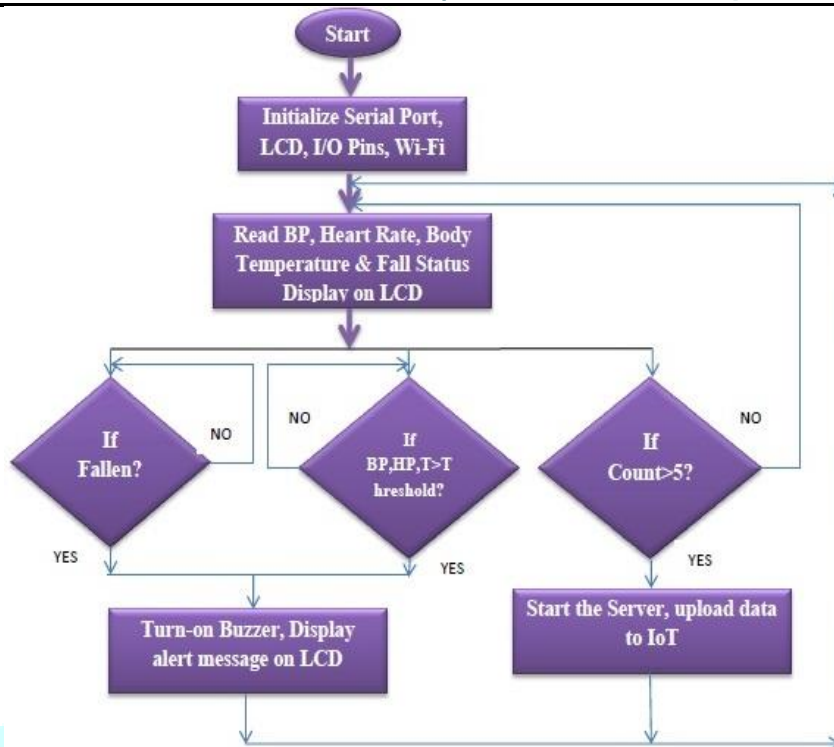 Start
Initialize Serial Port,
LCD, I/O Pins, Wi-Fi
Read BP, Heart Rate, Body
Temperature & Fall Status
Display on LCD
If
Fallen?
NO
NO
If
BP,HP,T>T
hreshold?
If
Count>5?
NO
YES
YES
YES
Turn-on Buzzer, Display
alert message on LCD
Start the Server, upload data
to IoT